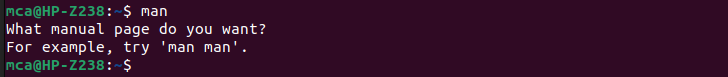 mca@HP-Z238:~$ man
What manual page do you want?
For example, try 'man man'.
mca@HP-Z238:~$